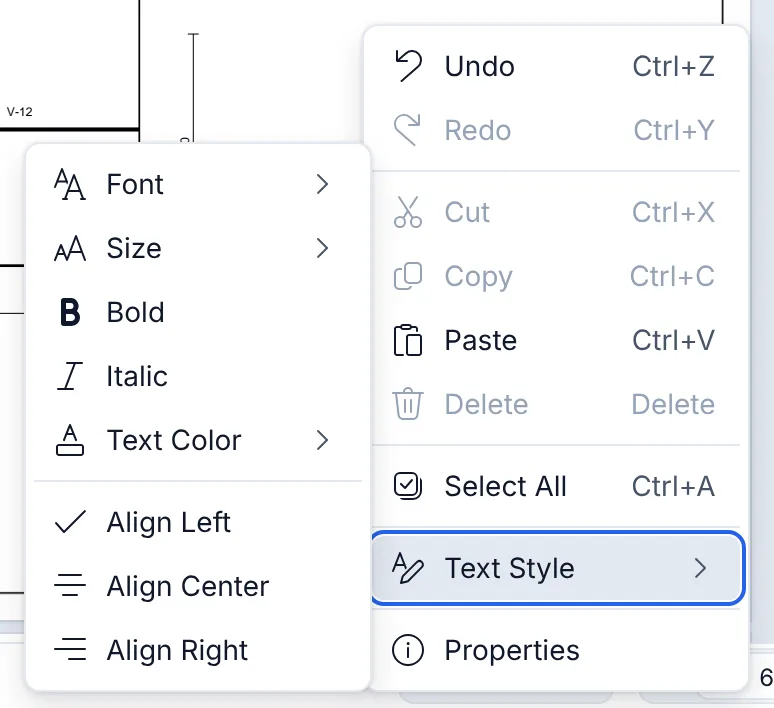 V-12
Undo Ctrl+Z
Redo Ctrl+Y
Cut Ctrl+X
Copy Ctrl+C
Paste Ctrl+V
Delete Delete
Select All Ctrl+A
Text Style
Properties
Font
Size
Bold
Italic
Text Color
Align Left
Align Center
Align Right
6